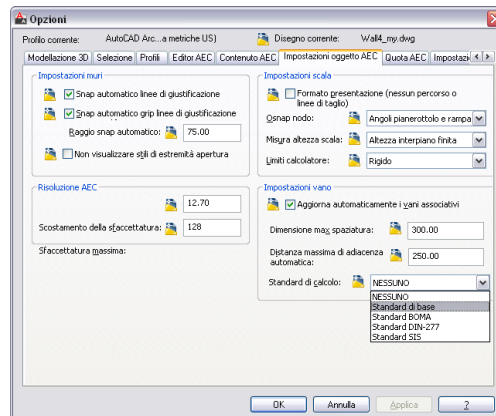 Opzioni
Profilo corrente: AutoCAD Arc...a metriche US) Disegno corrente: Wall4_my.dwg
Modellazione 3D Selezione Profili Editor AEC Contenuto AEC Impostazioni oggetto AEC Quota AEC Impostazi
Impostazioni muri
Snap automatico linee di giustificazione
Snap automatico grip linee di giustificazione
Raggio snap automatico: 75.00
Non visualizzare stili di estremità apertura
Risoluzione AEC
12.70
Scostamento della sfaccettatura: 128
Sfaccettatura massima:
Impostazioni scala
Formato presentazione (nessun percorso o
linee di taglio)
Osnap nodo: Angoli pianerottolo e rampa
Misura altezza scala: Altezza interpiano finita
Limiti calcolatore: Rigido
Impostazioni vano
Aggiorna automaticamente i vani associativi
Dimensione max spaziatura: 300.00
Distanza massima di adiacenza
automatica: 250.00
Standard di calcolo: NESSUNO
NESSUNO
Standard di base
Standard BOMA
Standard DIN-277
Standard SIS
OK Annulla Applica ?